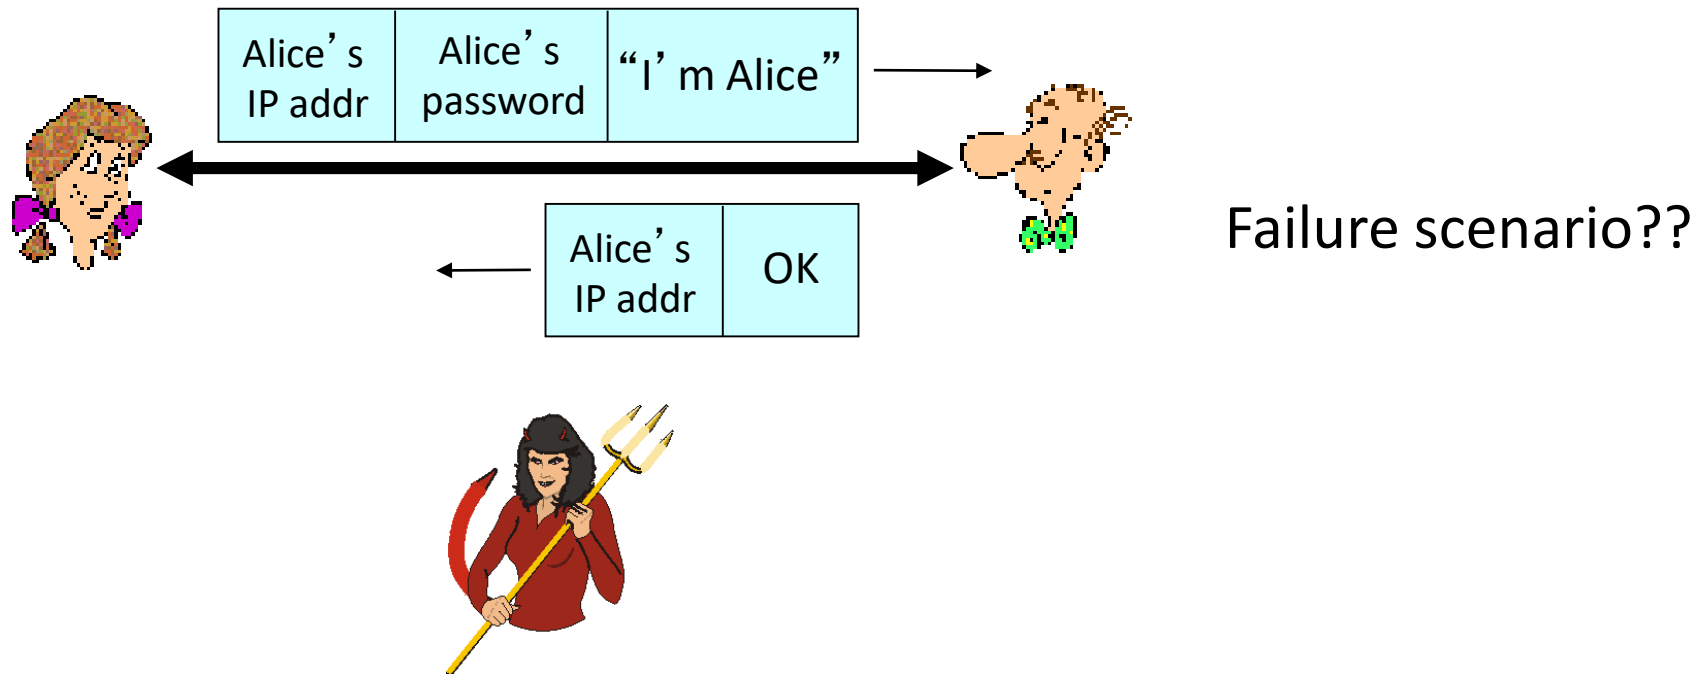 Alice’s
IP addr
Alice’s
password
“I’m Alice”
Alice’s
IP addr
OK
Failure scenario??